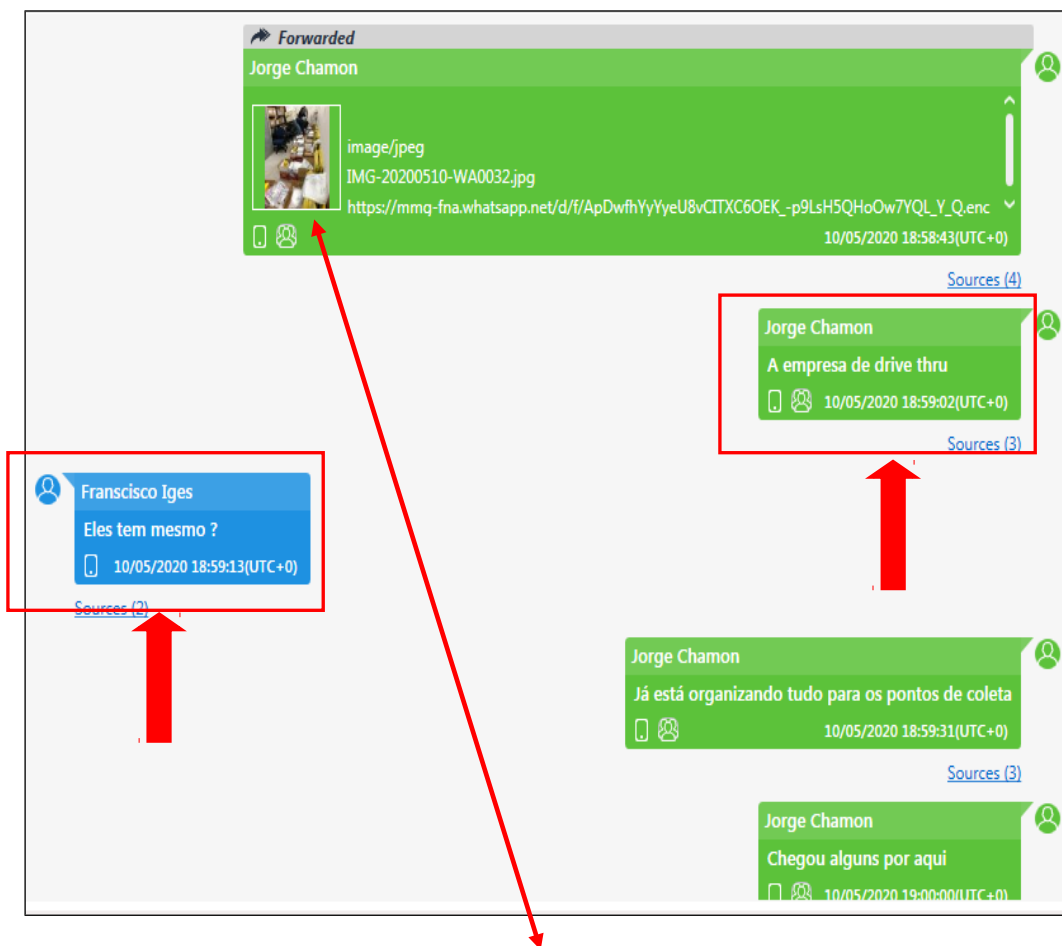 Forwarded
Jorge Chamon
image/jpeg
IMG-20200510-WA0032.jpg
https://mmg-fna.whatsapp.net/d/f/ApDwfhYyYyeU8vCITXC6OEK_-p9LsH5QHoOw7YQL_Y_Q.enc
10/05/2020 18:58:43(UTC+0)
Sources (4)
Jorge Chamon
A empresa de drive thru
10/05/2020 18:59:02(UTC+0)
Sources (3)
Franscisco Iges
Eles tem mesmo ?
10/05/2020 18:59:13(UTC+0)
Sources (2)
Jorge Chamon
Já está organizando tudo para os pontos de coleta
10/05/2020 18:59:31(UTC+0)
Sources (3)
Jorge Chamon
Chegou alguns por aqui
10/05/2020 19:00:00(UTC+0)